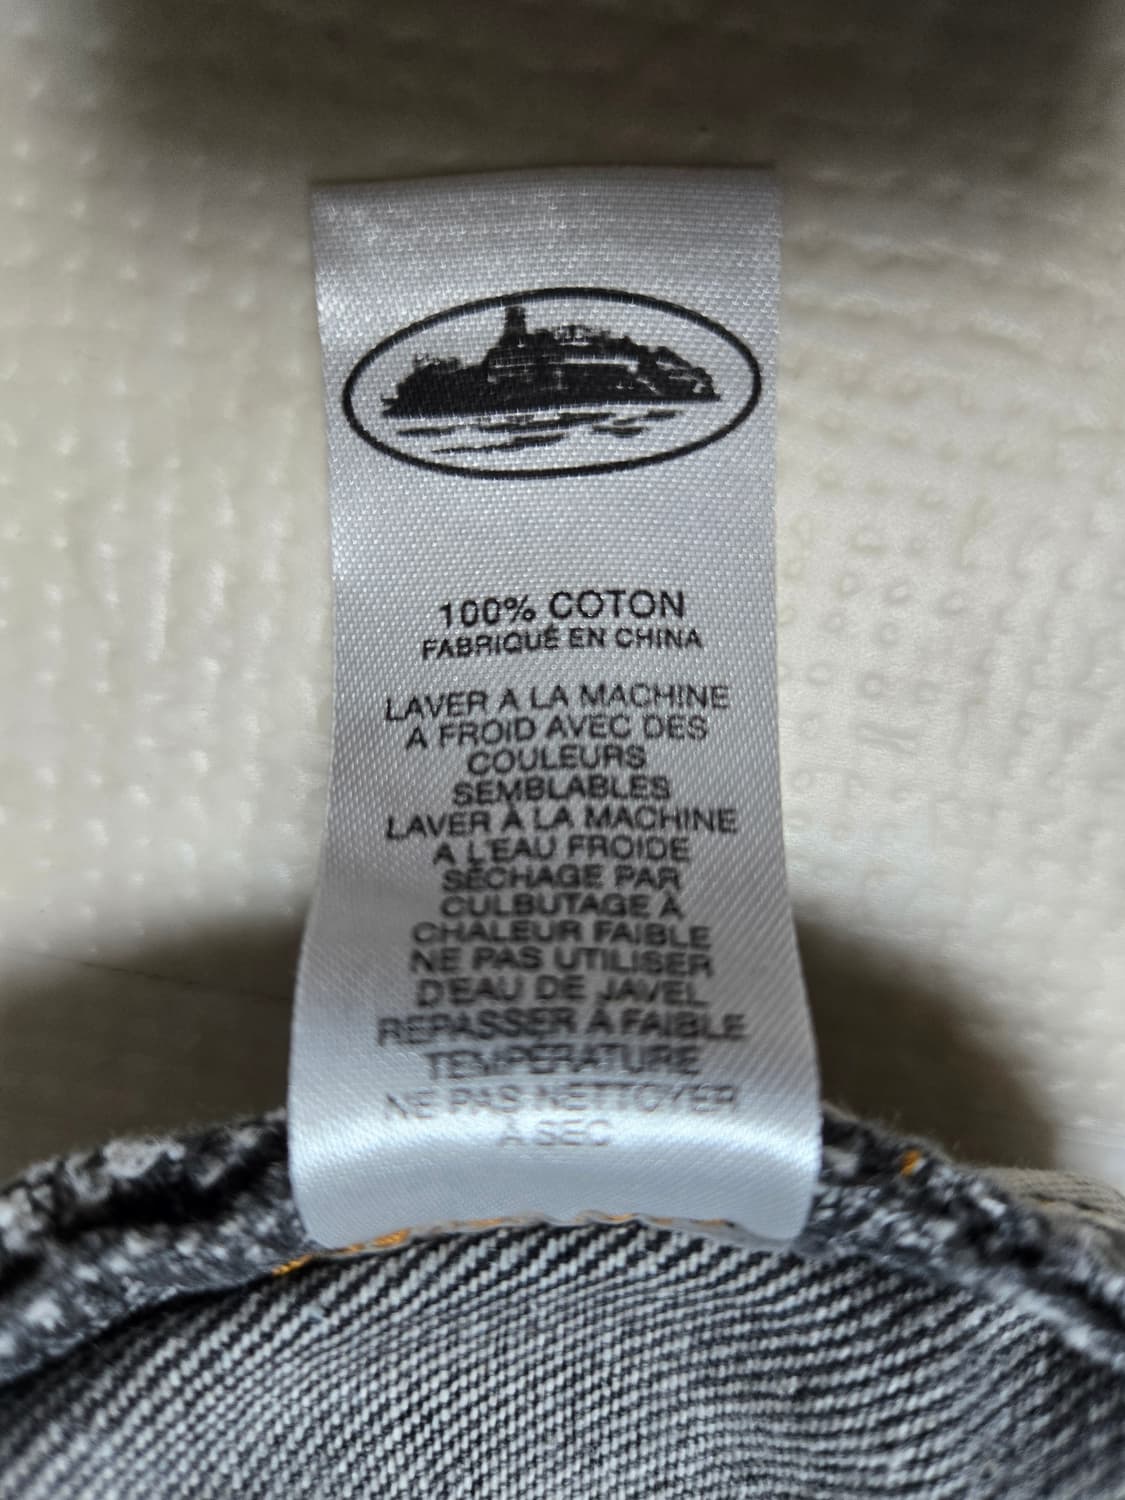 100% COTON
FABRIQUÉ EN CHINA
LAVER A LA MACHINE
A FROID AVEC DES
COULEURS
SEMBLABLES
LAVER À LA MACHINE
A L'EAU FROIDE
SÉCHAGE PAR
CULBUTAGE À
CHALEUR FAIBLE
NE PAS UTILISER
D'EAU DE JAVEL
REPASSER A FAIBLE
TEMPÉRATURE
NE PAS NETTOYER
À SEC